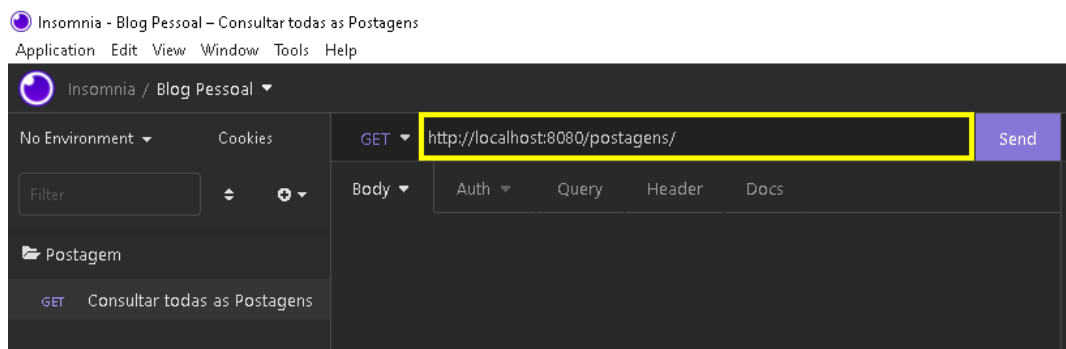 Insomnia - Blog Pessoal – Consultar todas as Postagens
Application Edit View Window Tools Help
Insomnia / Blog Pessoal
No Environment Cookies GET http://localhost:8080/postagens/ Send
Filter Body Auth Query Header Docs
Postagem
GET Consultar todas as Postagens